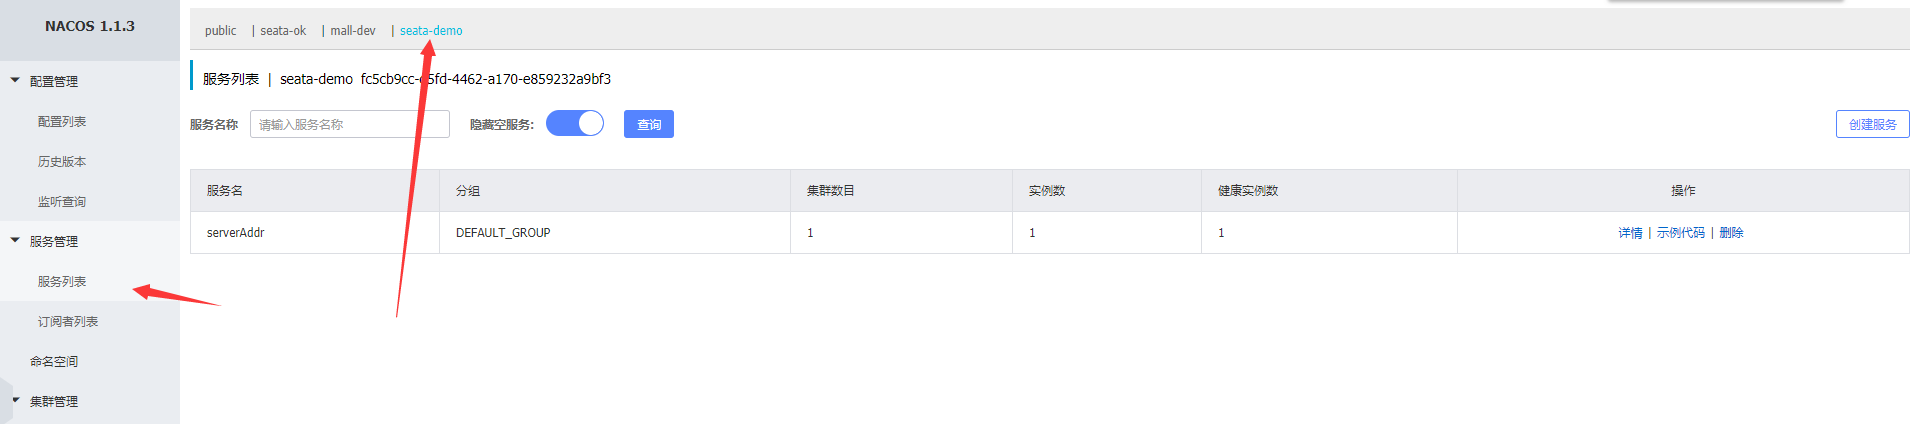 NACOS 1.1.3
配置管理
配置列表
历史版本
监听查询
服务管理
服务列表
订阅者列表
命名空间
集群管理
public | seata-ok | mall-dev | seata-demo
服务列表 | seata-demo fc5cb9cc-c5fd-4462-a170-e859232a9bf3
服务名称 请输入服务名称 隐藏空服务: 查询 创建服务
服务名 分组 集群数目 实例数 健康实例数 操作
serverAddr DEFAULT_GROUP 1 1 1 详情 | 示例代码 | 删除